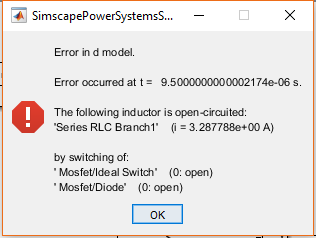 SimscapePowerSystemsS...
Error in d model.
Error occurred at t = 9.5000000000002174e-06 s.
The following inductor is open-circuited:
'Series RLC Branch1' (i = 3.287788e+00 A)
by switching of:
' Mosfet/Ideal Switch' (0: open)
' Mosfet/Diode' (0: open)
OK